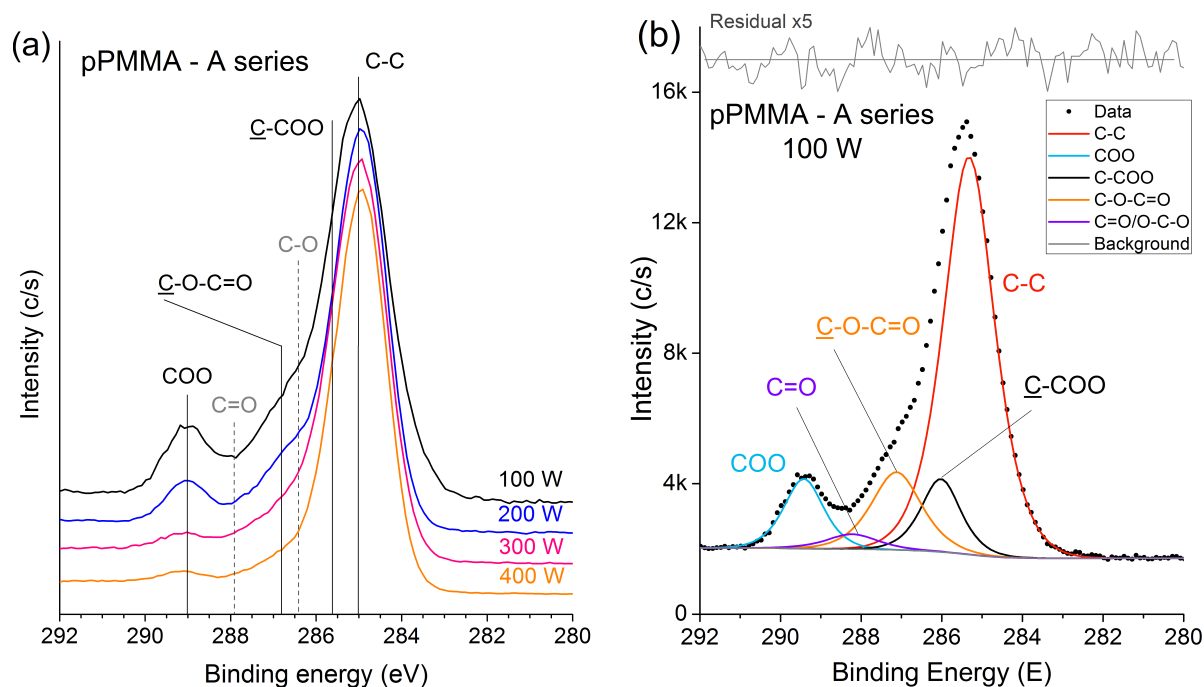 (a)
pPMMA - A series
C-C
C-COO
C-O
C-O-C=O
COO
C=O
100 W
200 W
300 W
400 W
Intensity (c/s)
292 290 288 286 284 282 280
Binding energy (eV)
(b)
Residual x5
16k
12k
8k
4k
0
pPMMA - A series
100 W
Data
C-C
COO
C-COO
C-O-C=O
C=O/O-C-O
Background
C-C
C-O-C=O
C=O
C-COO
COO
Intensity (c/s)
292 290 288 286 284 282 280
Binding Energy (E)